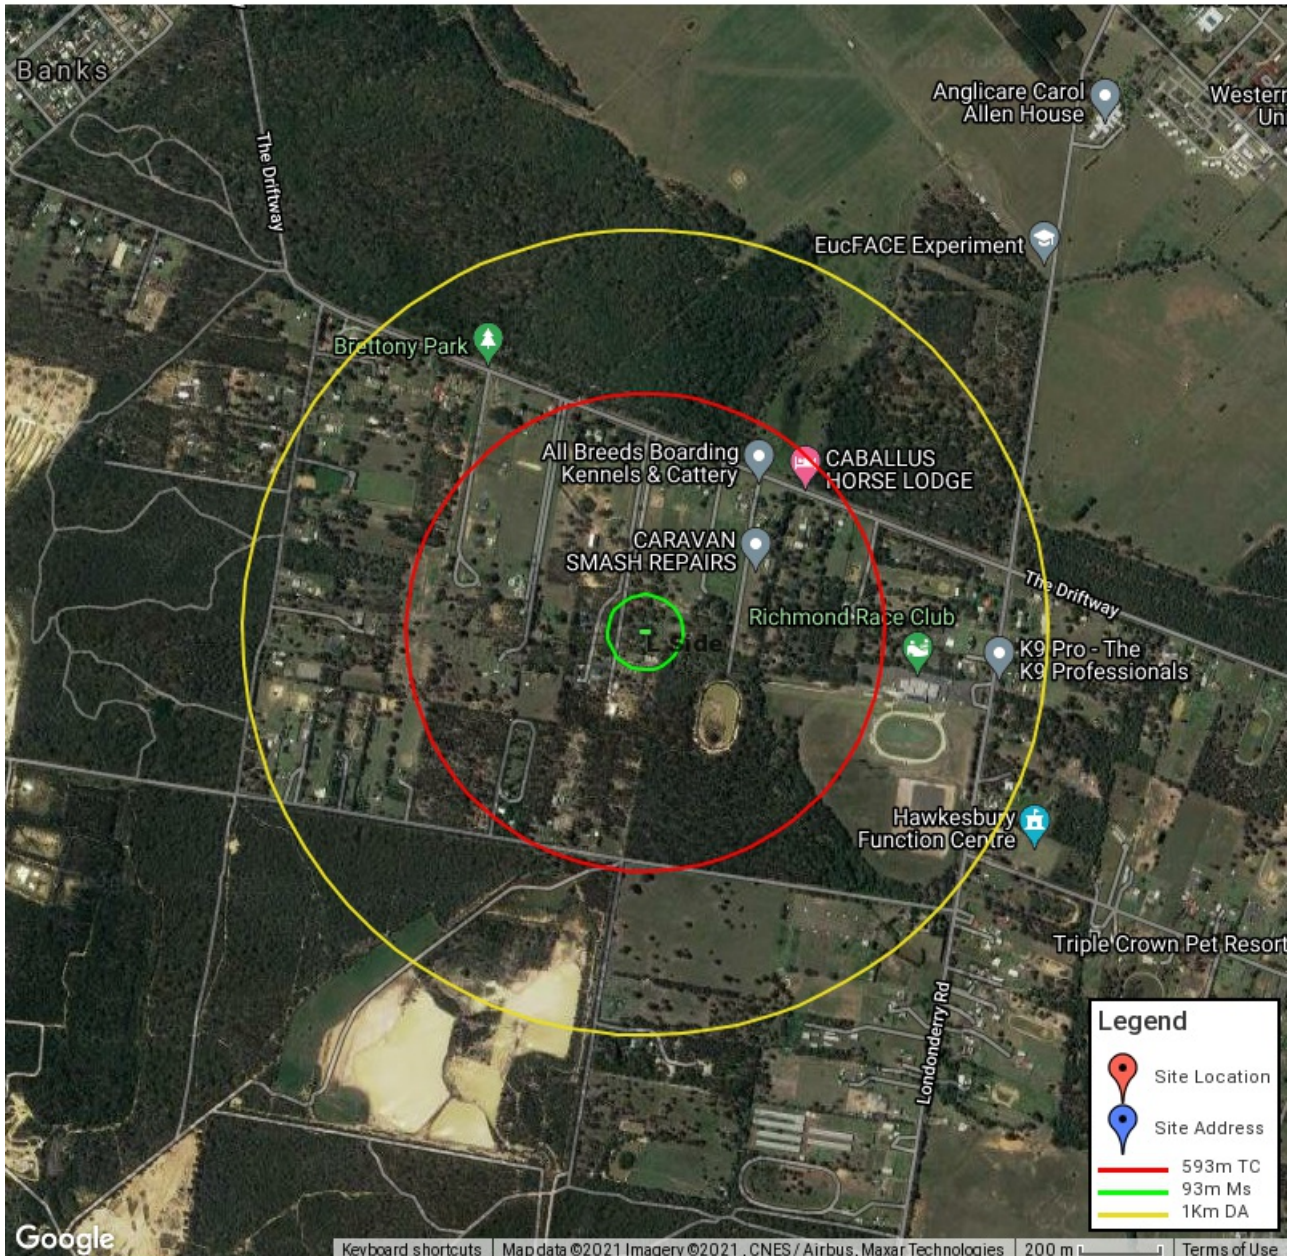 Banks
The Driftway
Anglicare Carol
Allen House
Western
Uni
EucFACE Experiment
Brettony Park
All Breeds Boarding
Kennels & Cattery
CABALLUS
HORSE LODGE
CARAVAN
SMASH REPAIRS
The Driftway
Richmond Race Club
K9 Pro - The
K9 Professionals
Hawkesbury
Function Centre
Triple Crown Pet Resort
Londonderry Rd
Legend
Site Location
Site Address
593m TC
93m Ms
1Km DA
Google
Keyboard shortcuts
Map data ©2021 Imagery ©2021 , CNES / Airbus, Maxar Technologies
200 m
Terms of Use